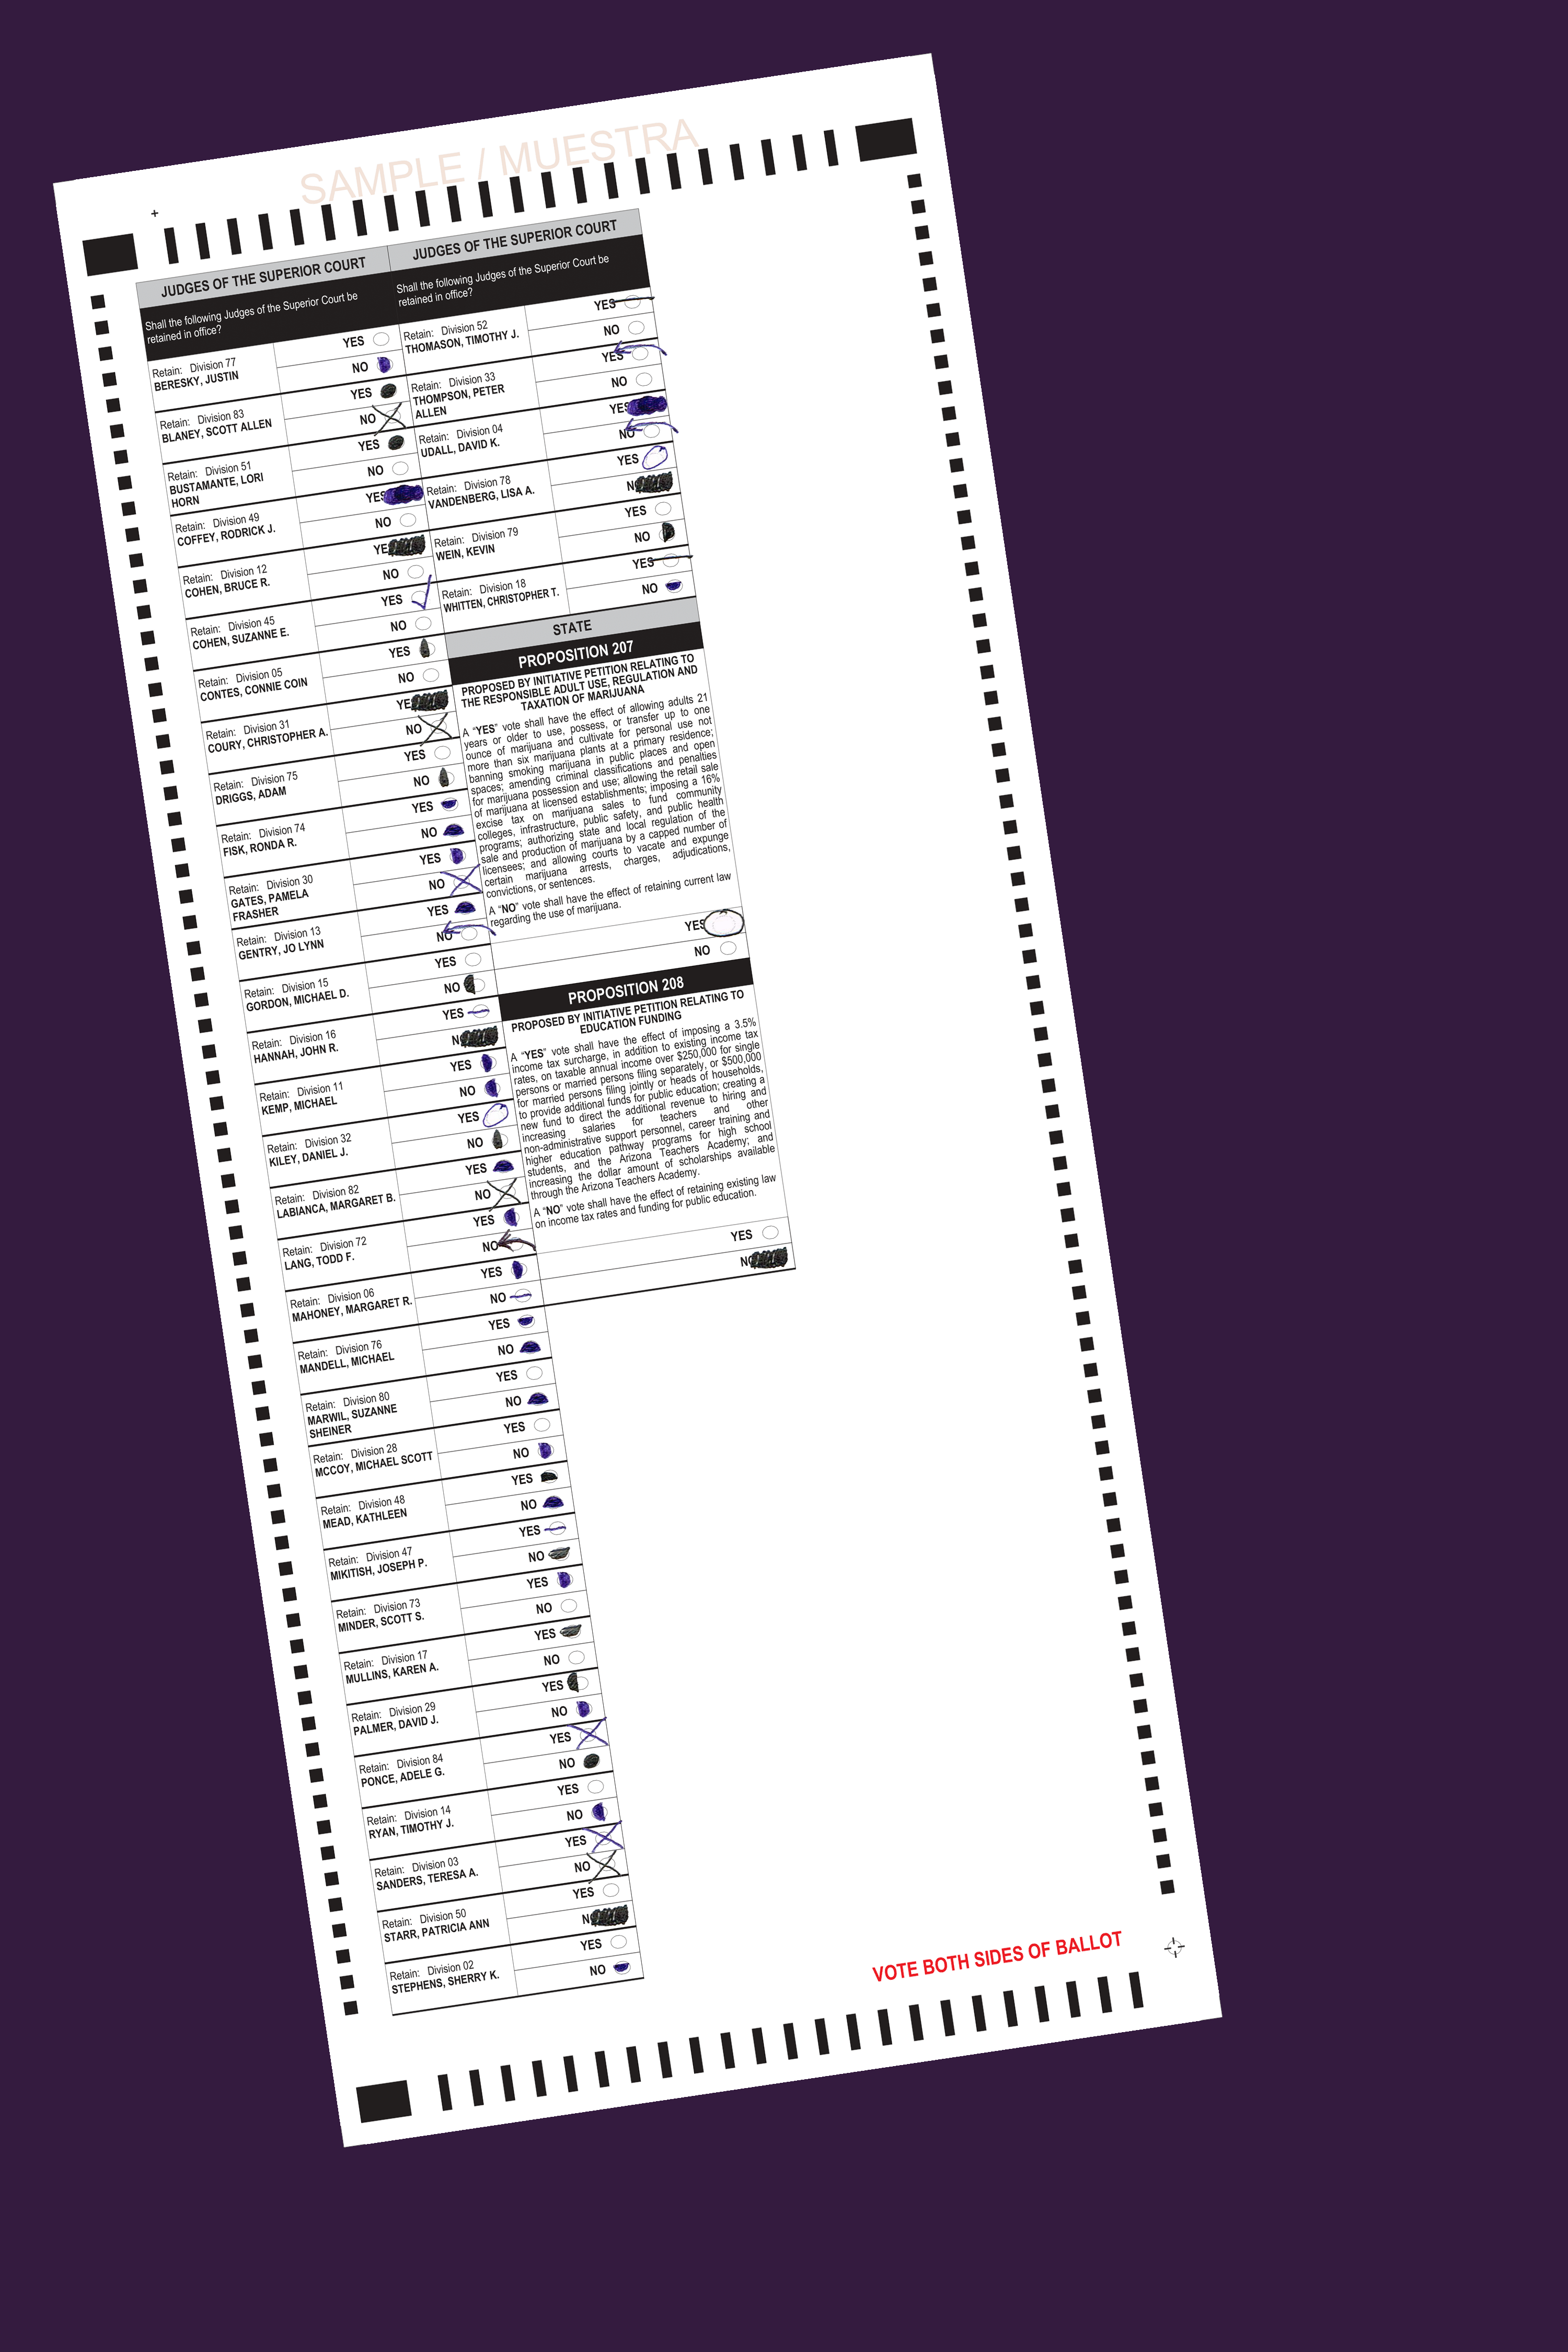 SAMPLE / MUESTRA
JUDGES OF THE SUPERIOR COURT
Shall the following Judges of the Superior Court be
retained in office?
Retain: Division 77
BERESKY, JUSTIN
YES
NO
Retain: Division 83
BLANEY, SCOTT ALLEN
YES
NO
Retain: Division 51
BUSTAMANTE, LORI
HORN
YES
NO
Retain: Division 49
COFFEY, RODRICK J.
YES
NO
Retain: Division 12
COHEN, BRUCE R.
YE
NO
Retain: Division 45
COHEN, SUZANNE E.
YES
NO
Retain: Division 05
CONTES, CONNIE COIN
YES
NO
Retain: Division 31
COURY, CHRISTOPHER A.
YE
NO
Retain: Division 75
DRIGGS, ADAM
YES
NO
Retain: Division 74
FISK, RONDA R.
YES
NO
Retain: Division 30
GATES, PAMELA
FRASHER
YES
NO
Retain: Division 13
GENTRY, JO LYNN
YES
NO
Retain: Division 15
GORDON, MICHAEL D.
YES
NO
Retain: Division 16
HANNAH, JOHN R.
YES
N
Retain: Division 11
KEMP, MICHAEL
YES
NO
Retain: Division 32
KILEY, DANIEL J.
YES
NO
Retain: Division 82
LABIANCA, MARGARET B.
YES
NO
Retain: Division 72
LANG, TODD F.
YES
NO
Retain: Division 06
MAHONEY, MARGARET R.
YES
NO
Retain: Division 76
MANDELL, MICHAEL
YES
NO
Retain: Division 80
MARWIL, SUZANNE
SHEINER
YES
NO
Retain: Division 28
MCCOY, MICHAEL SCOTT
YES
NO
Retain: Division 48
MEAD, KATHLEEN
YES
NO
Retain: Division 47
MIKITISH, JOSEPH P.
YES
NO
Retain: Division 73
MINDER, SCOTT S.
YES
NO
Retain: Division 17
MULLINS, KAREN A.
YES
NO
Retain: Division 29
PALMER, DAVID J.
YES
NO
Retain: Division 84
PONCE, ADELE G.
YES
NO
Retain: Division 14
RYAN, TIMOTHY J.
YES
NO
Retain: Division 03
SANDERS, TERESA A.
YES
NO
Retain: Division 50
STARR, PATRICIA ANN
YES
N
Retain: Division 02
STEPHENS, SHERRY K.
YES
NO
JUDGES OF THE SUPERIOR COURT
Shall the following Judges of the Superior Court be
retained in office?
Retain: Division 52
THOMASON, TIMOTHY J.
YES
NO
Retain: Division 33
THOMPSON, PETER
ALLEN
YES
NO
Retain: Division 04
UDALL, DAVID K.
YES
NO
Retain: Division 78
VANDENBERG, LISA A.
YES
N
Retain: Division 79
WEIN, KEVIN
YES
NO
Retain: Division 18
WHITTEN, CHRISTOPHER T.
YES
NO
STATE
PROPOSITION 207
PROPOSED BY INITIATIVE PETITION RELATING TO
THE RESPONSIBLE ADULT USE, REGULATION AND
TAXATION OF MARIJUANA
A “YES” vote shall have the effect of allowing adults 21
years or older to use, possess, or transfer up to one
ounce of marijuana and cultivate for personal use not
more than six marijuana plants at a primary residence;
banning smoking marijuana in public places and open
spaces; amending criminal classifications and penalties
for marijuana possession and use; allowing the retail sale
of marijuana at licensed establishments; imposing a 16%
excise tax on marijuana sales to fund community
colleges, infrastructure, public safety, and public health
programs; authorizing state and local regulation of the
sale and production of marijuana by a capped number of
licensees; and allowing courts to vacate and expunge
certain marijuana arrests, charges, adjudications,
convictions, or sentences.
A “NO” vote shall have the effect of retaining current law
regarding the use of marijuana.
YES
NO
PROPOSITION 208
PROPOSED BY INITIATIVE PETITION RELATING TO
EDUCATION FUNDING
A “YES” vote shall have the effect of imposing a 3.5%
income tax surcharge, in addition to existing income tax
rates, on taxable annual income over $250,000 for single
persons or married persons filing separately, or $500,000
for married persons filing jointly or heads of households,
to provide additional funds for public education; creating a
new fund to direct the additional revenue to hiring and
increasing salaries for teachers and other
non-administrative support personnel, career training and
higher education pathway programs for high school
students, and the Arizona Teachers Academy; and
increasing the dollar amount of scholarships available
through the Arizona Teachers Academy.
A “NO” vote shall have the effect of retaining existing law
on income tax rates and funding for public education.
YES
NO
VOTE BOTH SIDES OF BALLOT